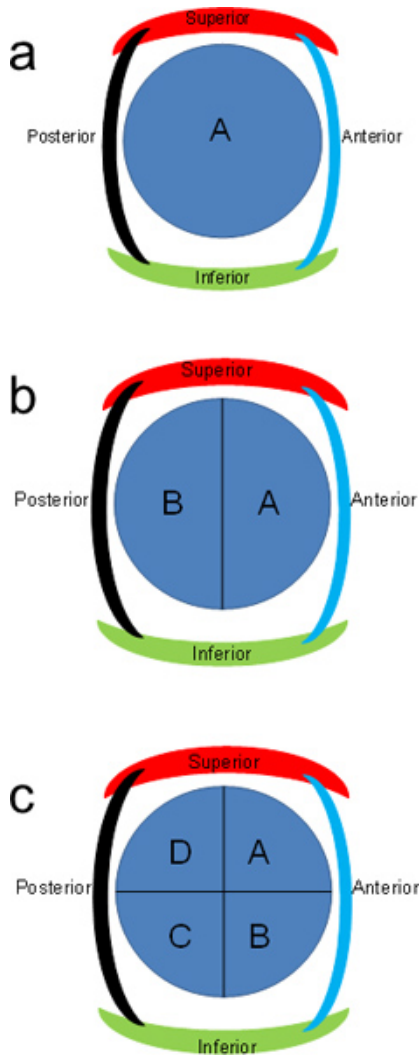 a
Superior
Posterior
A
Anterior
Inferior
b
Superior
Posterior
B
A
Anterior
Inferior
c
Superior
D
A
Posterior
Anterior
C
B
Inferior